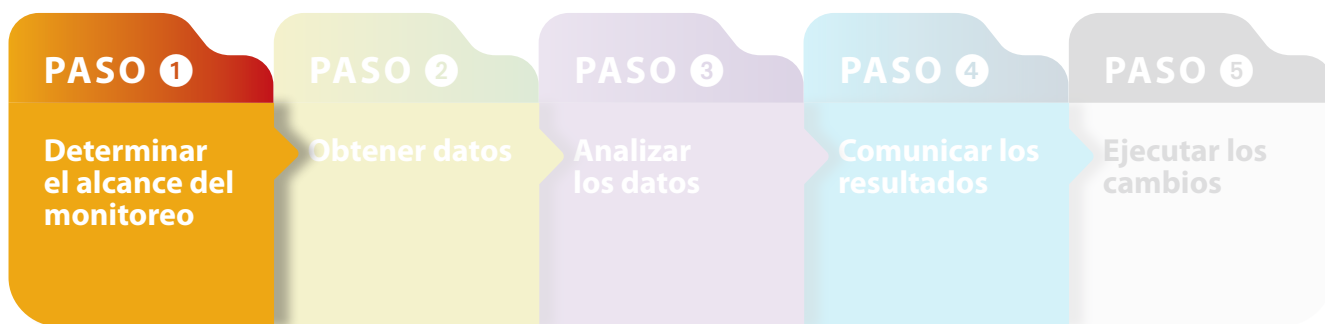 PASO 1
Determinar
el alcance del
monitoreo
PASO 2
Obtener datos
PASO 3
Analizar
los datos
PASO 4
Comunicar los
resultados
PASO 5
Ejecutar los
cambios